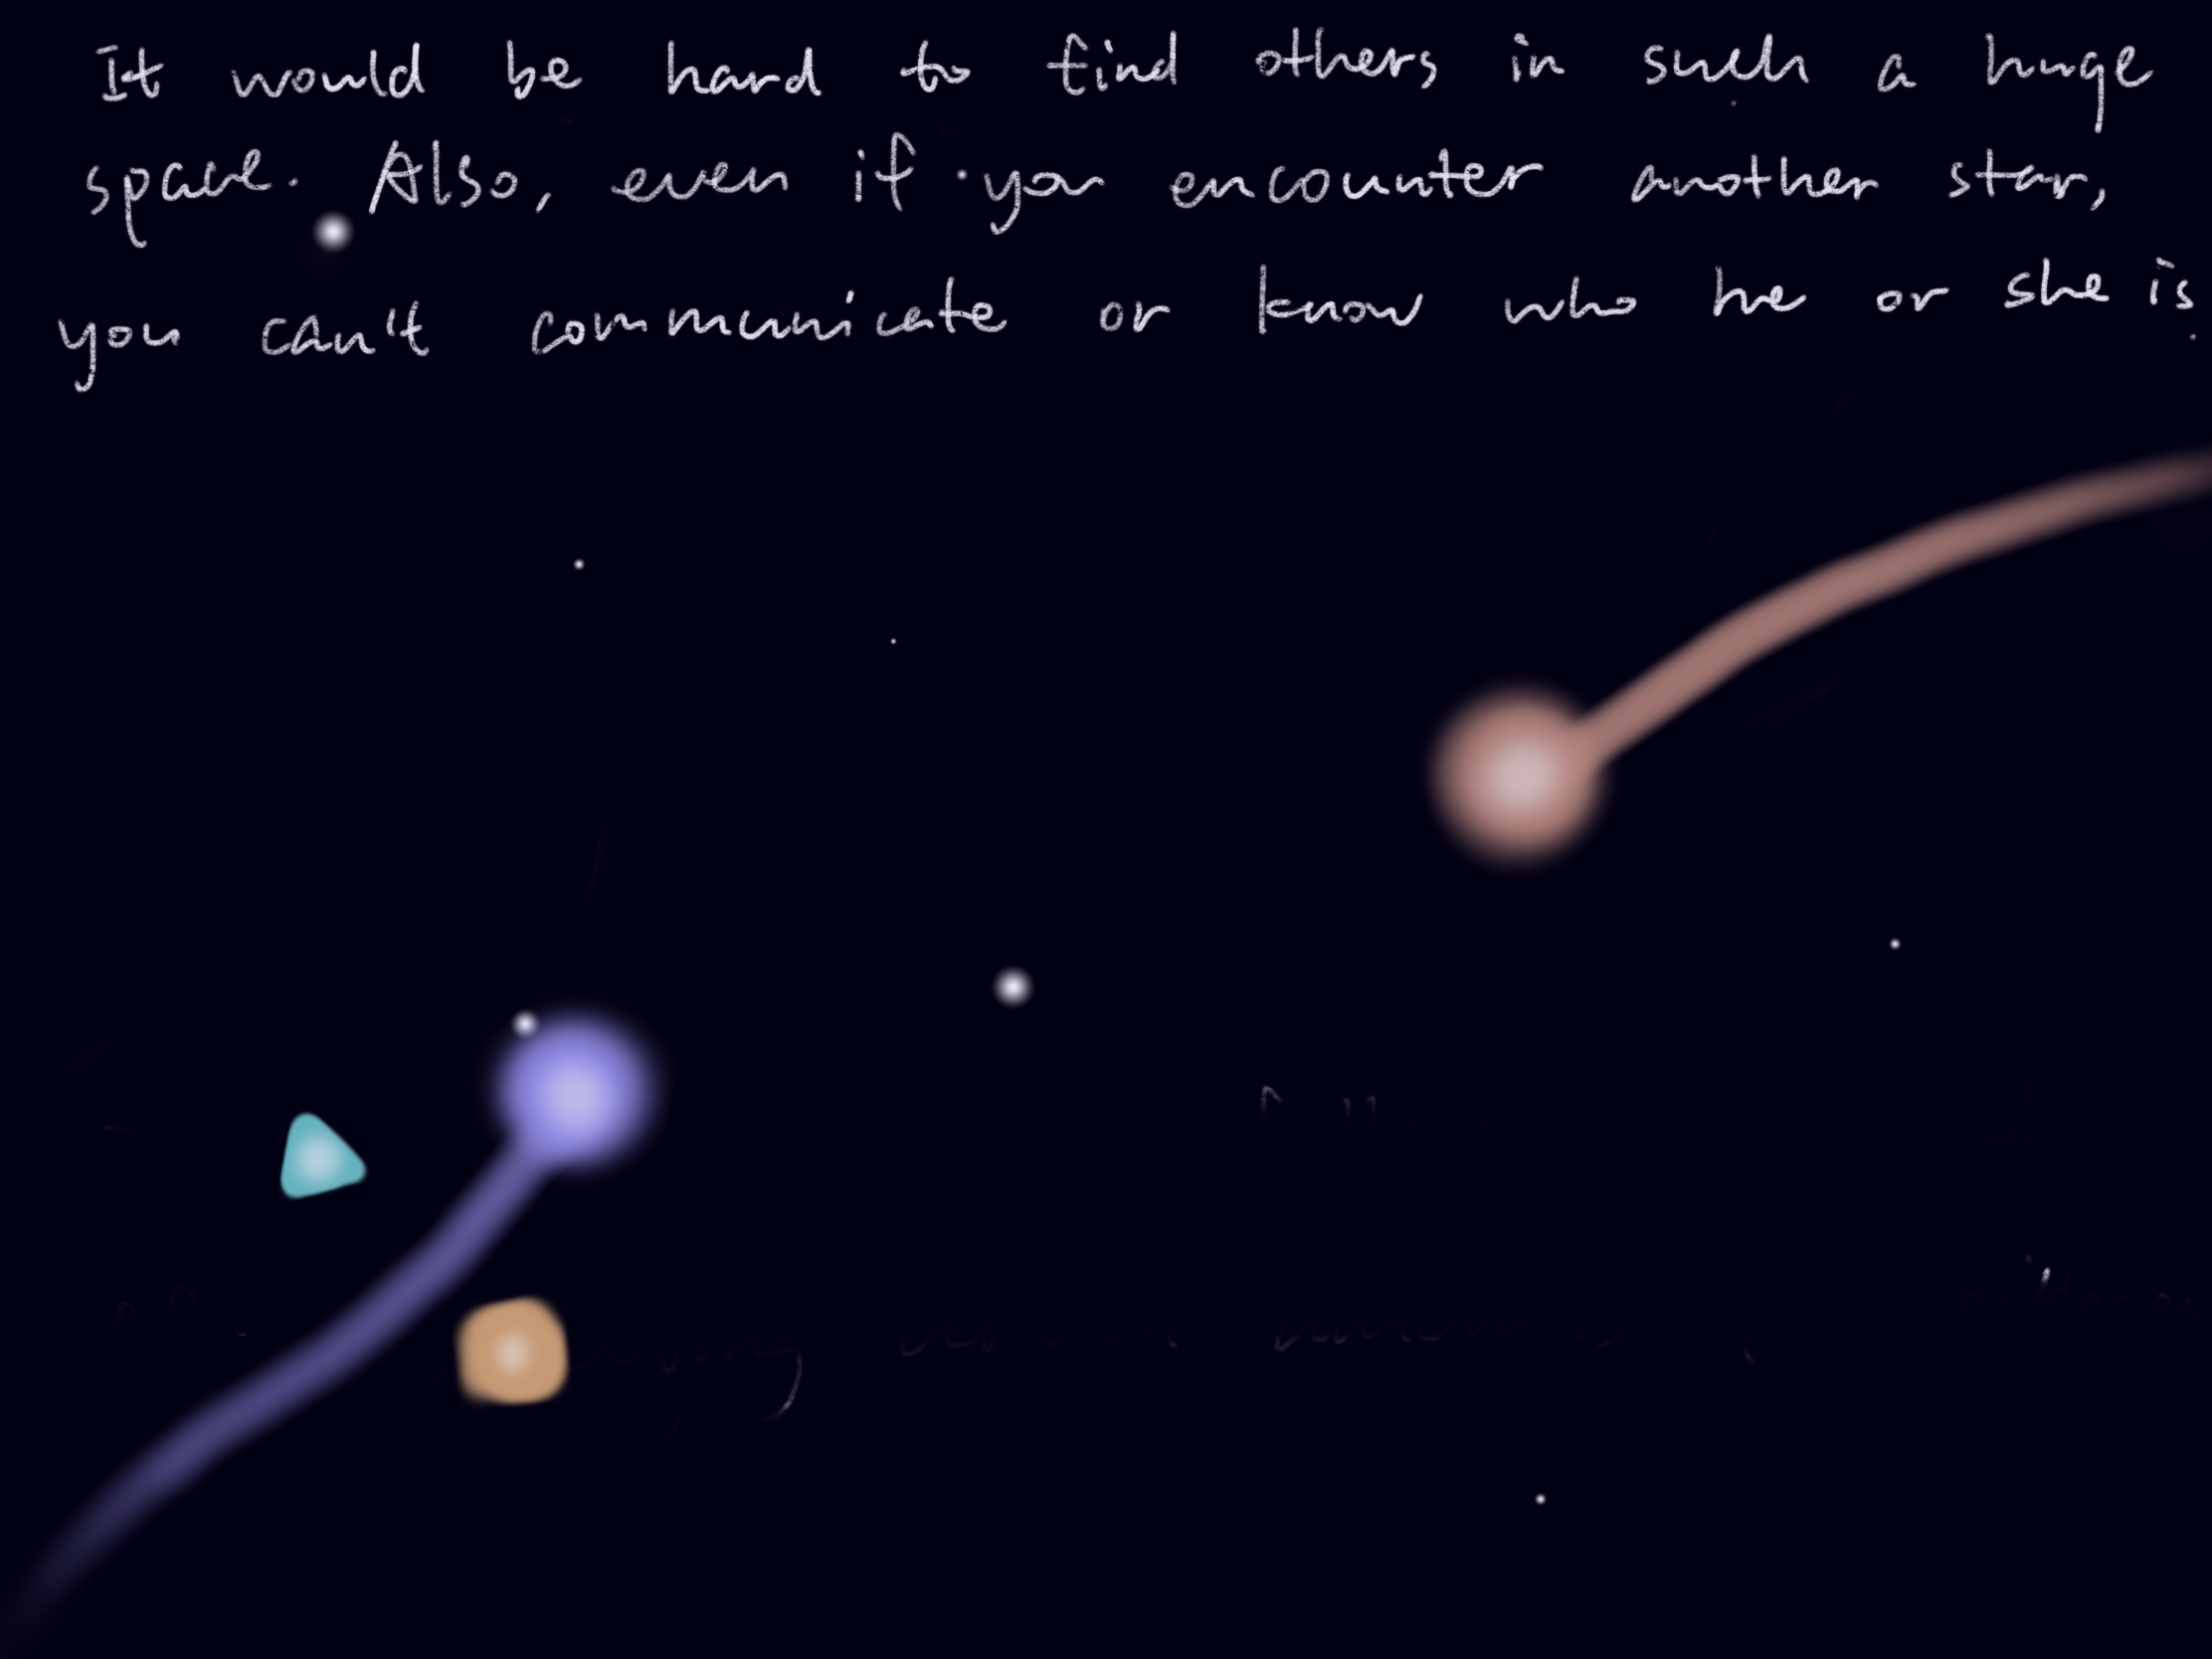 It would be hard to find others in such a huge
space. Also, even if you encounter another star,
you can't communicate or know who he or she is.